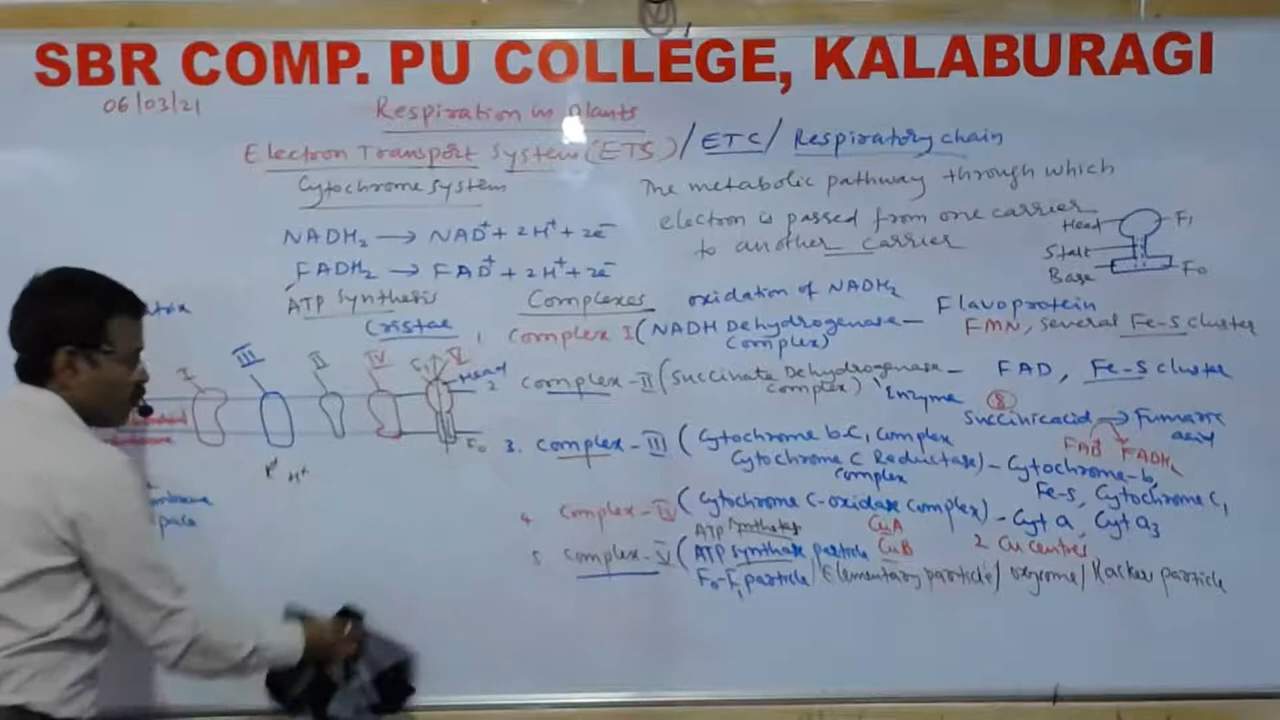 SBR COMP. PU COLLEGE, KALABURAGI
06/03/21
Respiration in plants
Electron Transport System (ETS) / ETC / Respiratory chain
Cytochrome system
The metabolic pathway through which
electron is passed from one carrier
to another carrier
NADH₂ → NAD⁺ + 2H⁺ + 2e⁻
FADH₂ → FAD⁺ + 2H⁺ + 2e⁻
Head F₁
Stalk
Base F₀
ATP synthesis
Cristae
Complexes
oxidation of NADH₂
Flavoprotein
1 Complex I (NADH Dehydrogenase – FMN, several Fe-S cluster
Complex)
2 Complex-II (Succinate Dehydrogenase – FAD, Fe-S cluster
Complex) Enzyme
8
Succinic acid → Fumaric
acid
FAD FADH₂
3. Complex-III (Cytochrome b-C₁ Complex
Cytochrome C Reductase) – Cytochrome-b,
complex
Fe-S, Cytochrome C₁
4 Complex-IV (Cytochrome C-oxidase Complex) – Cyt a, Cyt a₃
CuA
CuB
2 Cu centres
5 Complex-V (ATP synthase particle
F₀-F₁ particle / Elementary particle / oxysome / Kacker particle
I
III
II
IV
V
Head
F₀
H⁺